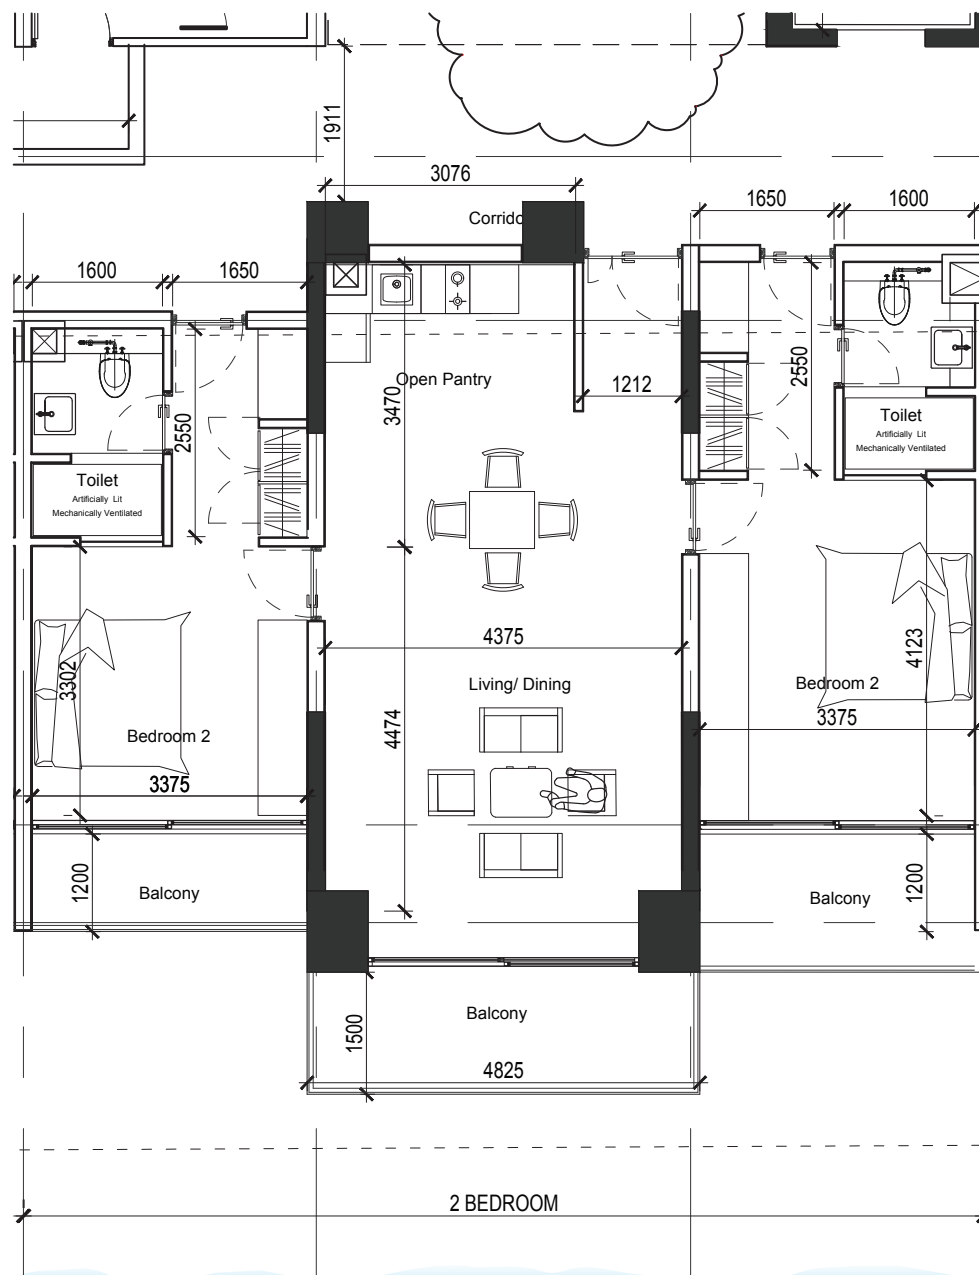 1911
3076
Corrido
1650
1600
1600
1650
Open Pantry
3470
1212
2550
2550
Toilet
Artificially Lit
Mechanically Ventilated
Toilet
Artificially Lit
Mechanically Ventilated
4375
4123
3302
Living/ Dining
Bedroom 2
3375
Bedroom 2
4474
3375
1200
Balcony
Balcony
1200
Balcony
1500
4825
2 BEDROOM